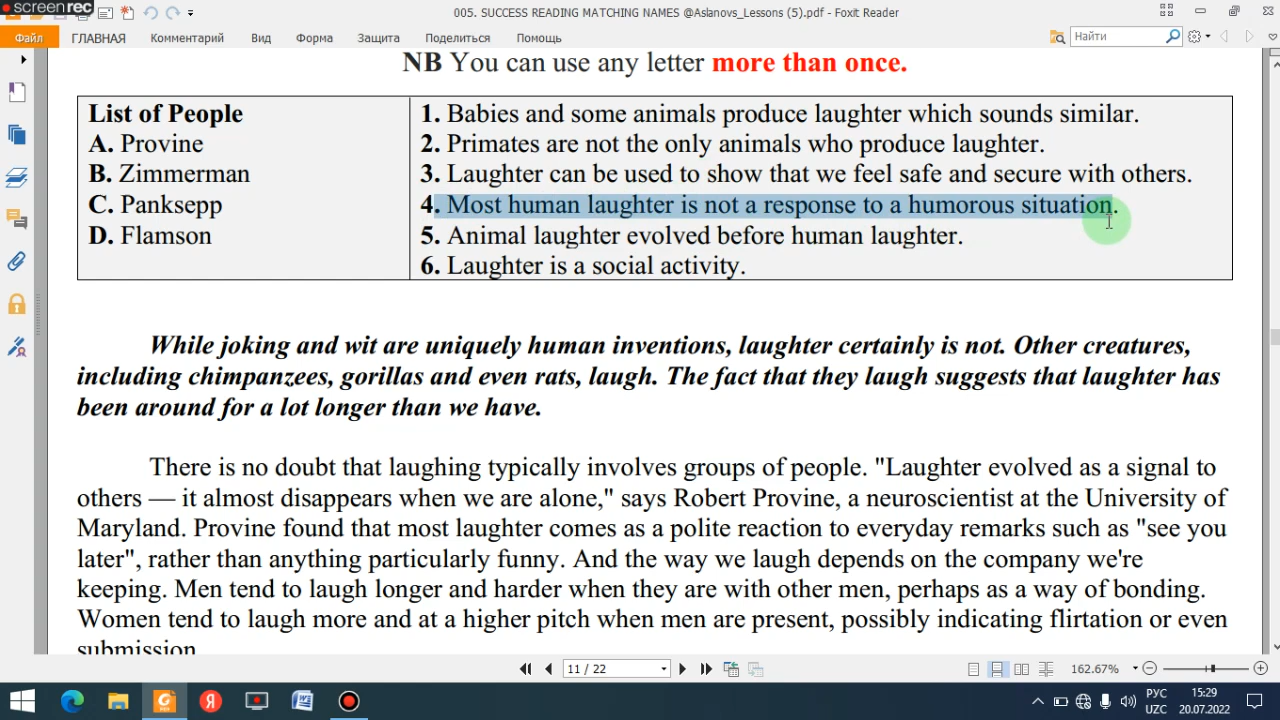 screenrec
005. SUCCESS READING MATCHING NAMES @Aslanovs_Lessons (5).pdf - Foxit Reader
Файл ГЛАВНАЯ Комментарий Вид Форма Защита Поделиться Помощь Найти
NB You can use any letter more than once.
List of People
A. Provine
B. Zimmerman
C. Panksepp
D. Flamson
1. Babies and some animals produce laughter which sounds similar.
2. Primates are not the only animals who produce laughter.
3. Laughter can be used to show that we feel safe and secure with others.
4. Most human laughter is not a response to a humorous situation.
5. Animal laughter evolved before human laughter.
6. Laughter is a social activity.
While joking and wit are uniquely human inventions, laughter certainly is not. Other creatures,
including chimpanzees, gorillas and even rats, laugh. The fact that they laugh suggests that laughter has
been around for a lot longer than we have.
There is no doubt that laughing typically involves groups of people. "Laughter evolved as a signal to
others — it almost disappears when we are alone," says Robert Provine, a neuroscientist at the University of
Maryland. Provine found that most laughter comes as a polite reaction to everyday remarks such as "see you
later", rather than anything particularly funny. And the way we laugh depends on the company we're
keeping. Men tend to laugh longer and harder when they are with other men, perhaps as a way of bonding.
Women tend to laugh more and at a higher pitch when men are present, possibly indicating flirtation or even
submission.
11 / 22
162.67%
РУС
UZC
15:29
20.07.2022